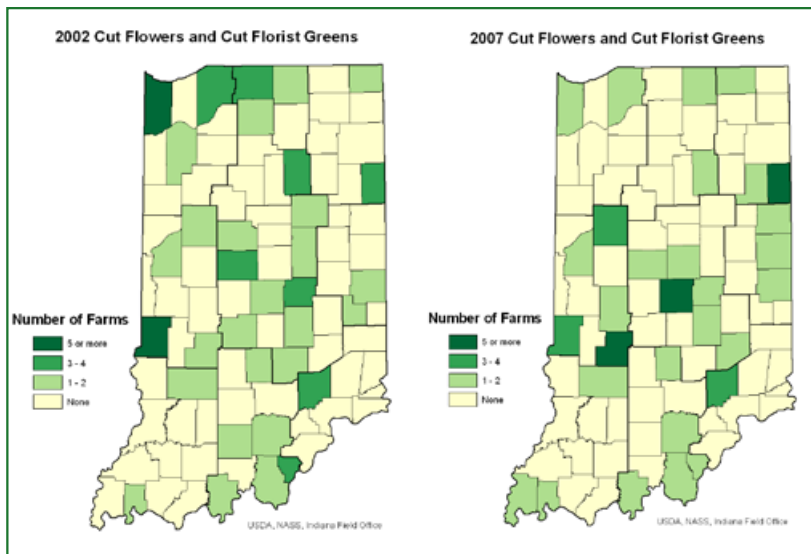 2002 Cut Flowers and Cut Florist Greens
Number of Farms
5 or more
3 - 4
1 - 2
None
USDA, NASS, Indiana Field Office
2007 Cut Flowers and Cut Florist Greens
Number of Farms
5 or more
3 - 4
1 - 2
None
USDA, NASS, Indiana Field Office